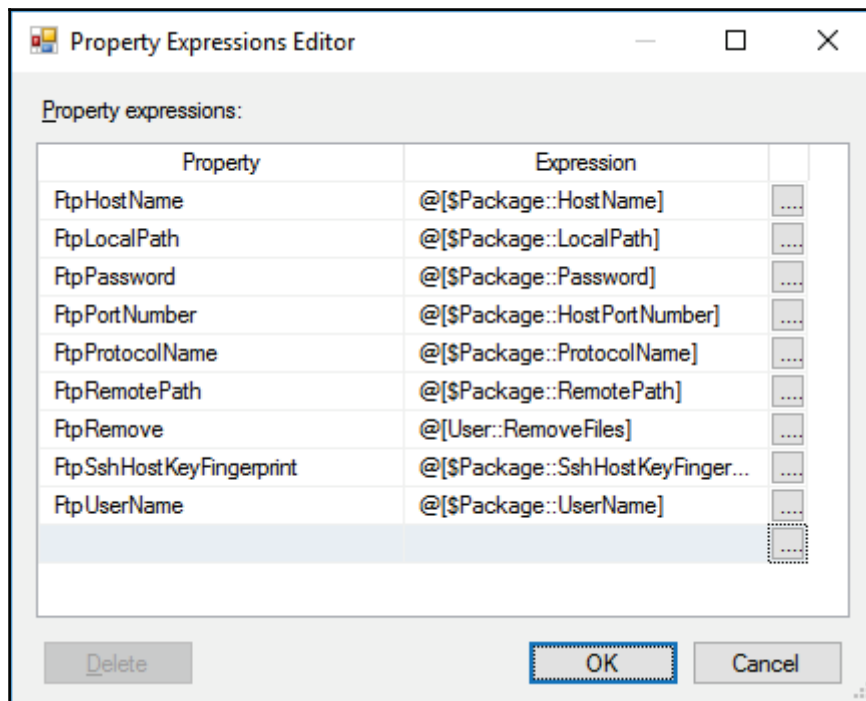 Property Expressions Editor
Property expressions:
Property Expression
FtpHostName @[$Package::HostName] ....
FtpLocalPath @[$Package::LocalPath] ....
FtpPassword @[$Package::Password] ....
FtpPortNumber @[$Package::HostPortNumber] ....
FtpProtocolName @[$Package::ProtocolName] ....
FtpRemotePath @[$Package::RemotePath] ....
FtpRemove @[User::RemoveFiles] ....
FtpSshHostKeyFingerprint @[$Package::SshHostKeyFinger... ....
FtpUserName @[$Package::UserName] ....
....
Delete OK Cancel